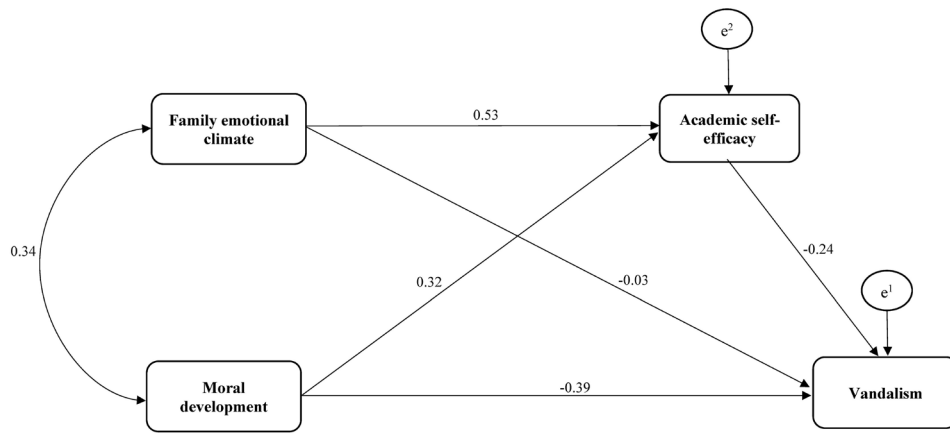 e2
Family emotional
climate
0.53
Academic self-
efficacy
0.34
0.32
-0.03
-0.24
e1
Moral
development
-0.39
Vandalism